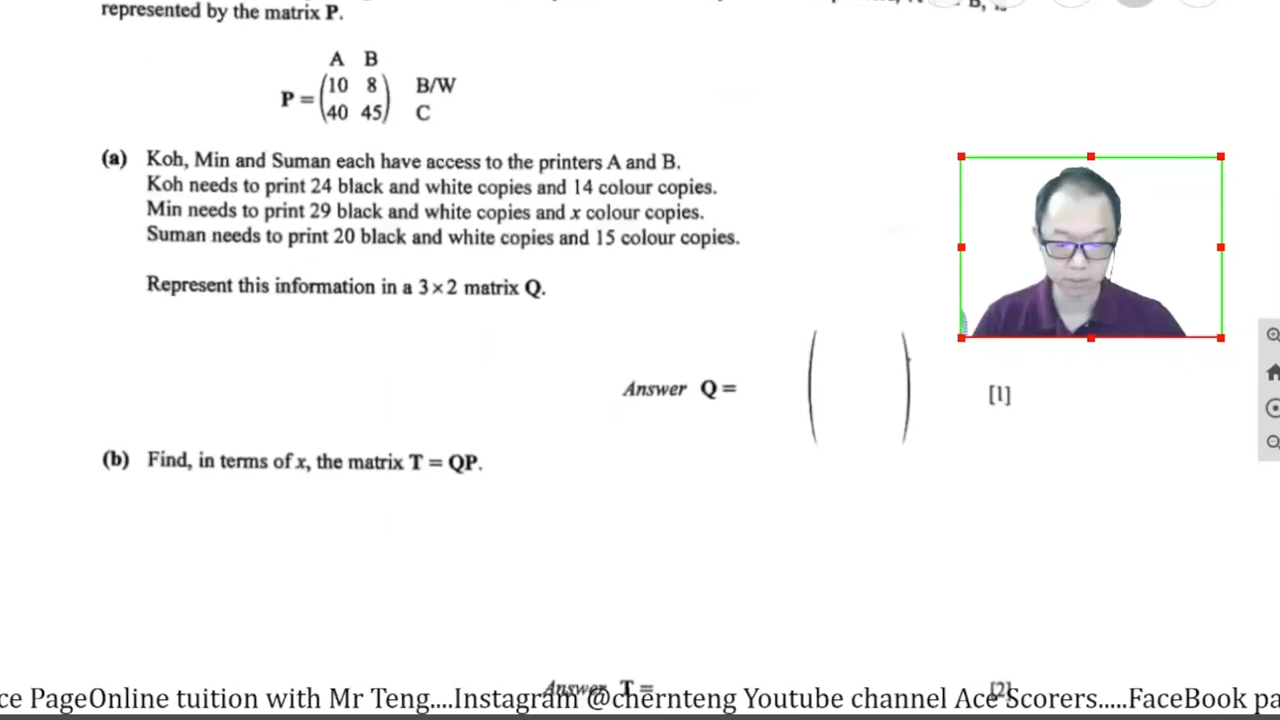 represented by the matrix P.
A B
P = (10 8) B/W
(40 45) C
(a) Koh, Min and Suman each have access to the printers A and B.
Koh needs to print 24 black and white copies and 14 colour copies.
Min needs to print 29 black and white copies and x colour copies.
Suman needs to print 20 black and white copies and 15 colour copies.
Represent this information in a 3×2 matrix Q.
Answer Q = ( ) [1]
(b) Find, in terms of x, the matrix T = QP.
Answer T = [2]
ce PageOnline tuition with Mr Teng....Instagram @chernteng Youtube channel Ace Scorers.....FaceBook pa